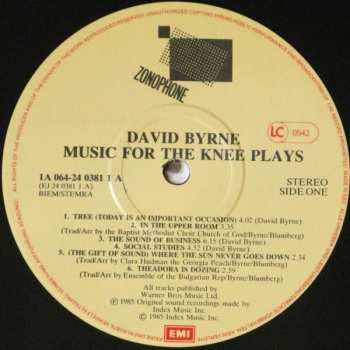 ZONOPHONE
DAVID BYRNE
MUSIC FOR THE KNEE PLAYS
LC 0542
1A 064-24 0381 1 A
(EJ 24 0381 1 A)
BIEM/STEMRA
STEREO
SIDE ONE
1. TREE (TODAY IS AN IMPORTANT OCCASION) 4.02 (David Byrne)
2. IN THE UPPER ROOM 3.35
(Trad/Art by the Baptist Methodist Choir Church of God/Byrne/Blumberg)
3. THE SOUND OF BUSINESS 6.15 (David Byrne)
4. SOCIAL STUDIES 4.52 (David Byrne)
5. (THE GIFT OF SOUND) WHERE THE SUN NEVER GOES DOWN 2.34
(Trad/Art by Clara Hudman the Georgia Peach/Byrne/Blumberg)
6. THEADORA IS DOZING 2.39
(Trad/Art by Ensemble of the Bulgarian Rep/Byrne/Blumberg)
All tracks published by
Warner Bros Music Ltd.
℗ 1985 Original sound recordings made by
Index Music Inc.
© 1985 Index Music Inc.
EMI